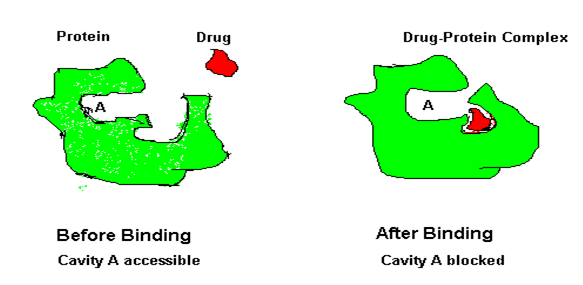 Protein
Drug
Drug-Protein Complex
A
A
Before Binding
Cavity A accessible
After Binding
Cavity A blocked